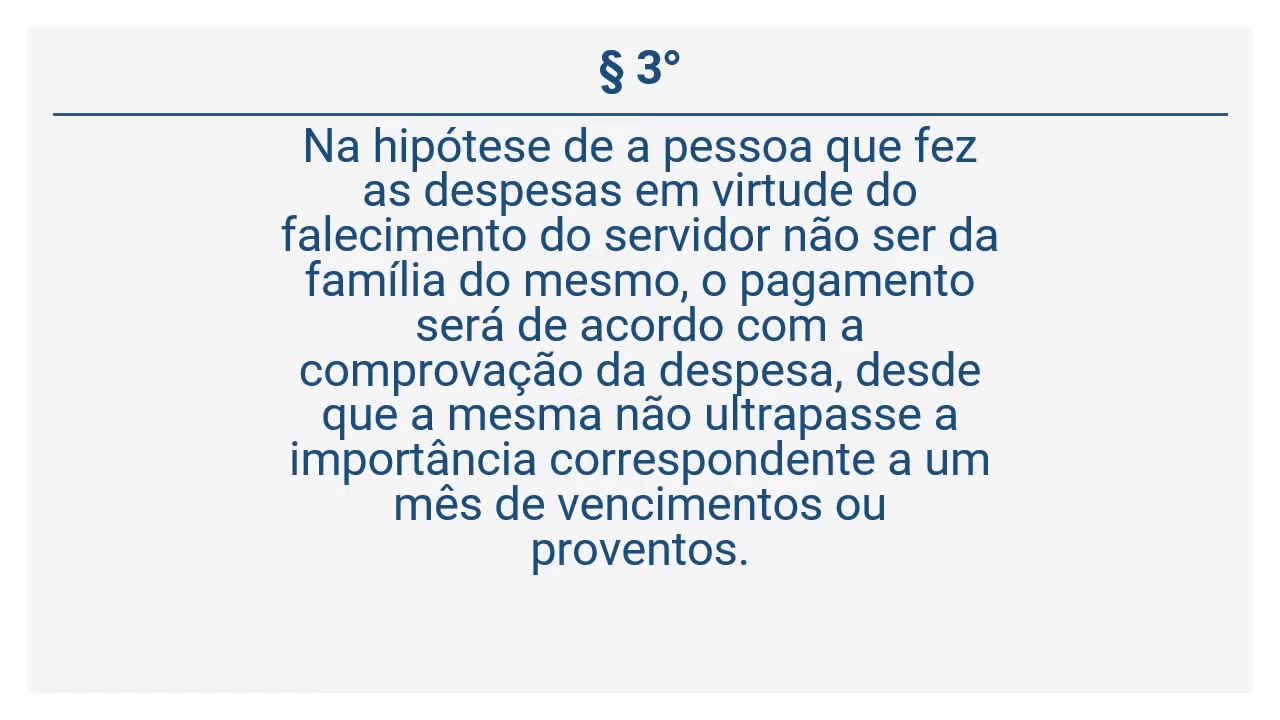 § 3°
Na hipótese de a pessoa que fez
as despesas em virtude do
falecimento do servidor não ser da
família do mesmo, o pagamento
será de acordo com a
comprovação da despesa, desde
que a mesma não ultrapasse a
importância correspondente a um
mês de vencimentos ou
proventos.